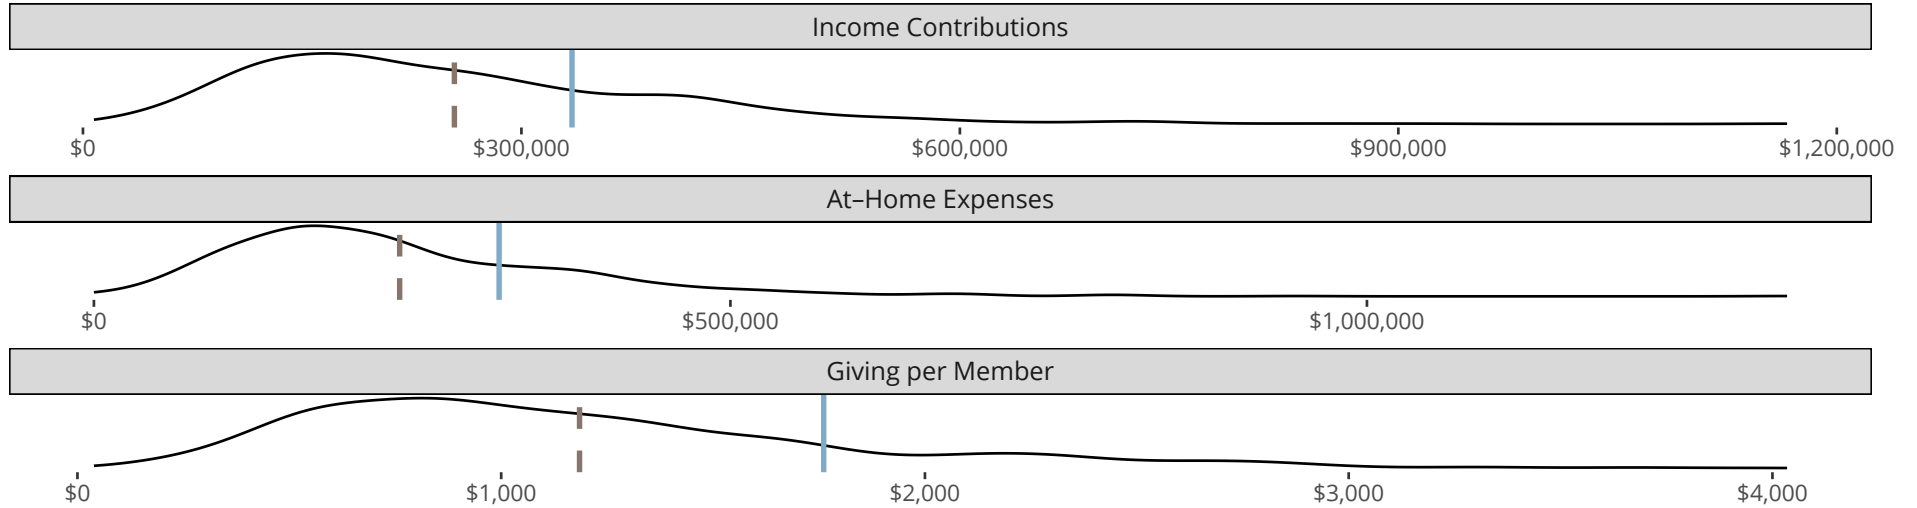 Income Contributions
$0 $300,000 $600,000 $900,000 $1,200,000
At–Home Expenses
$0 $500,000 $1,000,000
Giving per Member
$0 $1,000 $2,000 $3,000 $4,000